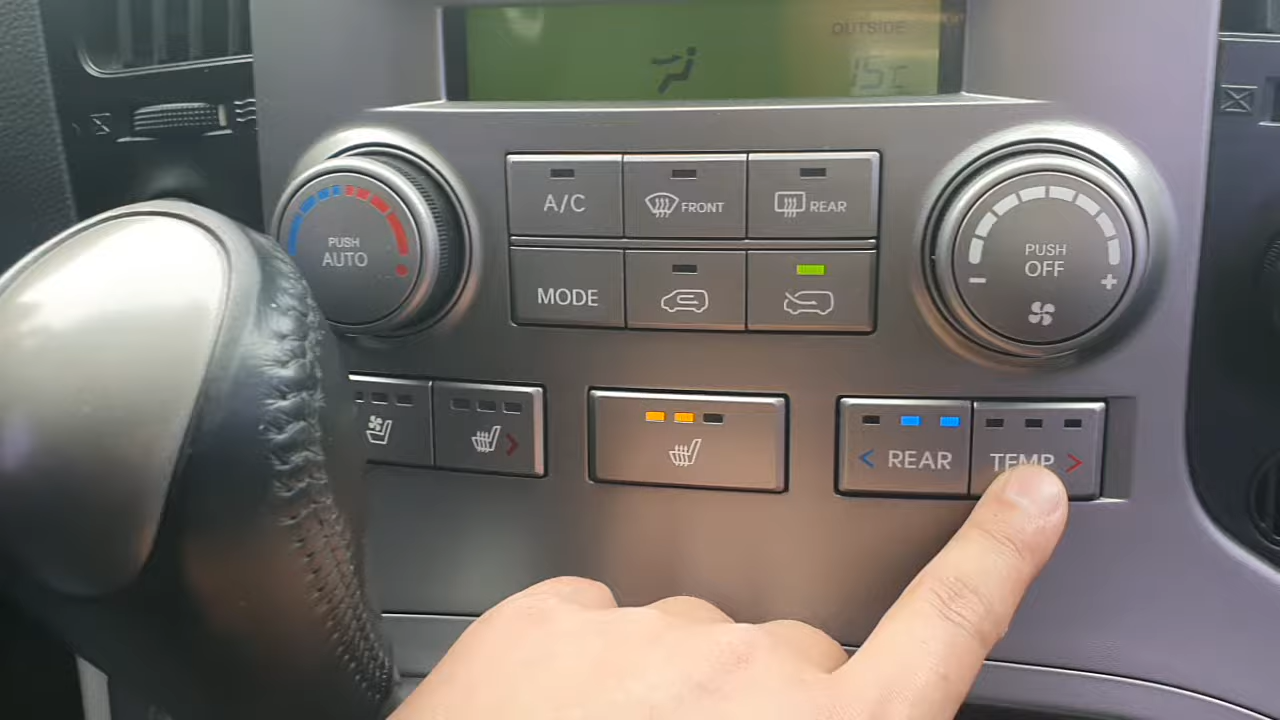 OUTSIDE
15c
PUSH
AUTO
A/C
FRONT
REAR
PUSH
OFF
- +
MODE
< REAR
TEMP >